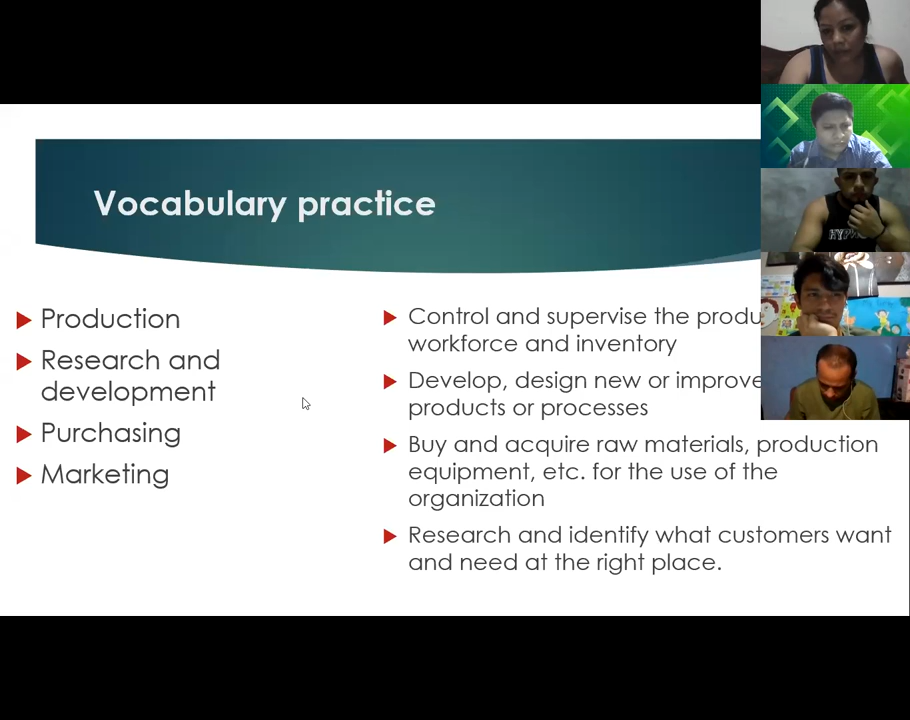 Vocabulary practice
Production
Research and
development
Purchasing
Marketing
Control and supervise the
workforce and inventory
Develop, design new or improve
products or processes
Buy and acquire raw materials, production
equipment, etc. for the use of the
organization
Research and identify what customers want
and need at the right place.